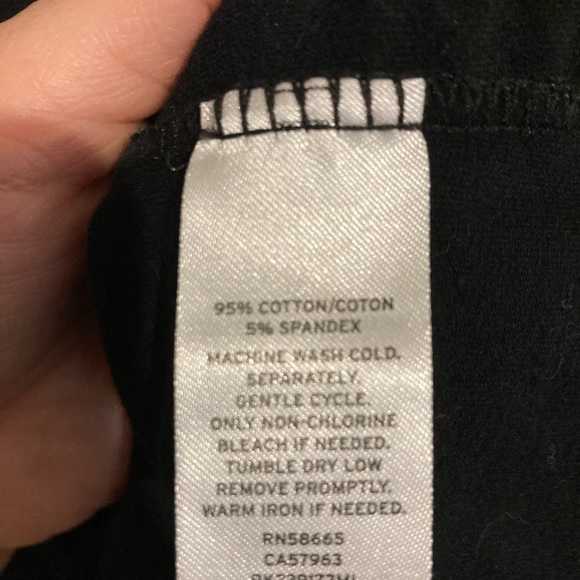 95% COTTON/COTON
5% SPANDEX
MACHINE WASH COLD.
SEPARATELY.
GENTLE CYCLE.
ONLY NON-CHLORINE
BLEACH IF NEEDED.
TUMBLE DRY LOW
REMOVE PROMPTLY.
WARM IRON IF NEEDED.
RN58665
CA57963